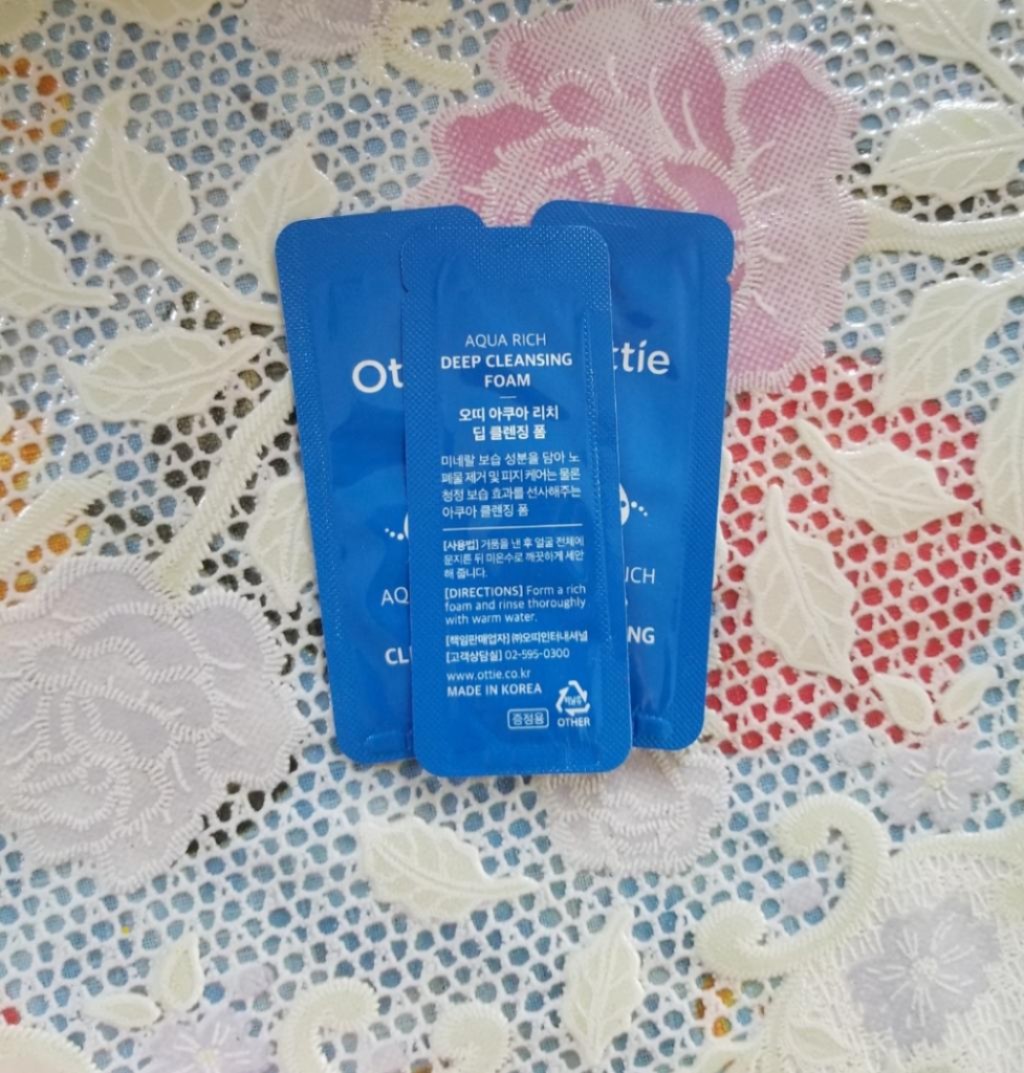 AQUA RICH
DEEP CLEANSING
FOAM
오띠 아쿠아 리치
딥 클렌징 폼
미네랄 보습 성분을 담아 노
폐물 제거 및 피지 케어는 물론
청정 보습 효과를 선사해주는
아쿠아 클렌징 폼
[사용법] 거품을 낸 후 얼굴 전체에
문지른 뒤 미온수로 깨끗하게 세안
해 줍니다.
[DIRECTIONS] Form a rich
foam and rinse thoroughly
with warm water.
[책임판매업자] ㈜오띠인터내셔널
[고객상담실] 02-595-0300
www.ottie.co.kr
MADE IN KOREA
증정용
OTHER
Ot
AQ
CL
ttie
ICH
NG